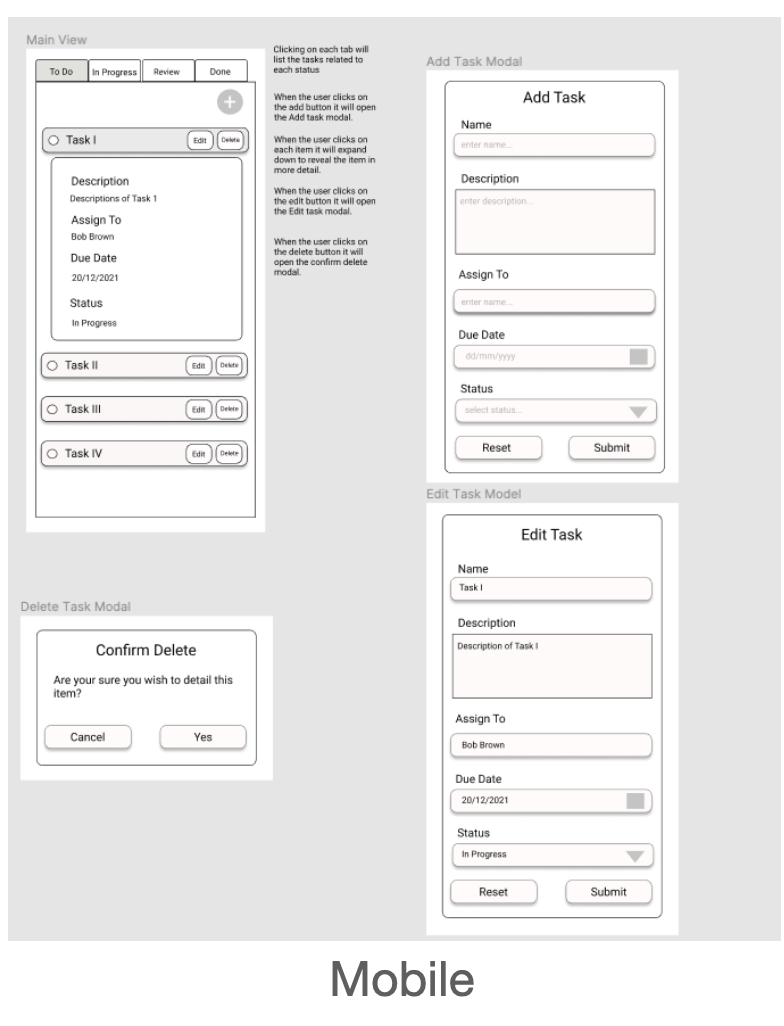 Main View
To Do
In Progress
Review
Done
Task I
Edit
Delete
Description
Descriptions of Task 1
Assign To
Bob Brown
Due Date
20/12/2021
Status
In Progress
Task II
Edit
Delete
Task III
Edit
Delete
Task IV
Edit
Delete
Clicking on each tab will
list the tasks related to
each status
When the user clicks on
the add button it will open
the Add task modal.
When the user clicks on
each item it will expand
down to reveal the item in
more detail.
When the user clicks on
the edit button it will open
the Edit task modal.
When the user clicks on
the delete button it will
open the confirm delete
modal.
Add Task Modal
Add Task
Name
enter name...
Description
enter description...
Assign To
enter name...
Due Date
dd/mm/yyyy
Status
select status...
Reset
Submit
Delete Task Modal
Confirm Delete
Are your sure you wish to detail this
item?
Cancel
Yes
Edit Task Model
Edit Task
Name
Task I
Description
Description of Task I
Assign To
Bob Brown
Due Date
20/12/2021
Status
In Progress
Reset
Submit
Mobile